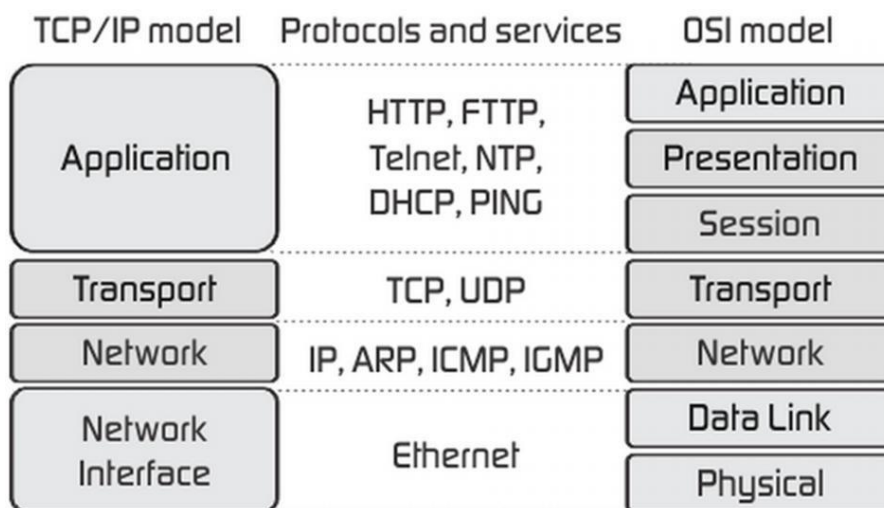 TCP/IP model
Protocols and services
OSI model
Application
HTTP, FTTP,
Telnet, NTP,
DHCP, PING
Application
Presentation
Session
Transport
TCP, UDP
Transport
Network
IP, ARP, ICMP, IGMP
Network
Network
Interface
Ethernet
Data Link
Physical